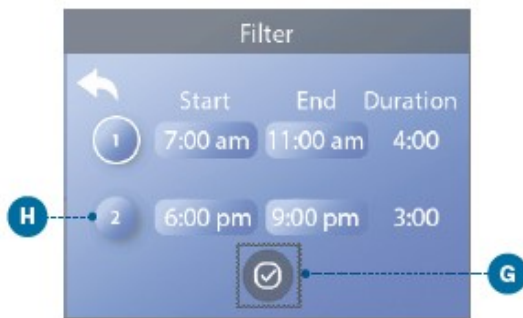 Filter
Start End Duration
1 7:00 am 11:00 am 4:00
H 2 6:00 pm 9:00 pm 3:00
G